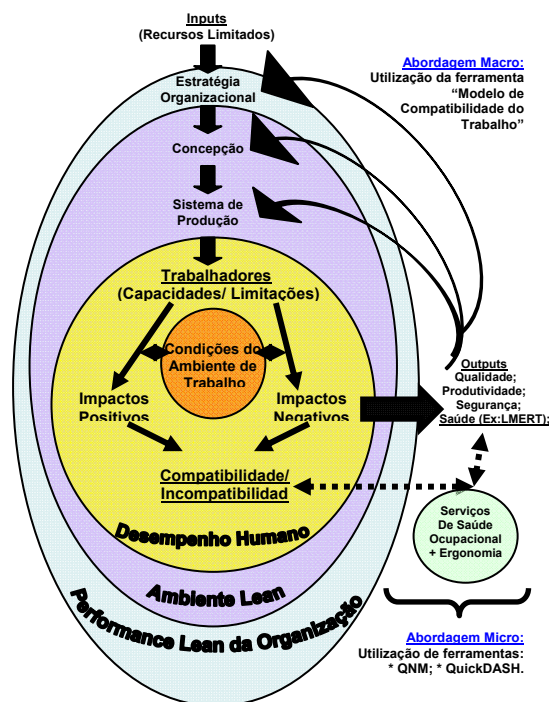 Inputs
(Recursos Limitados)
Estratégia
Organizacional
Abordagem Macro:
Utilização da ferramenta
“Modelo de
Compatibilidade do
Trabalho”
Concepção
Sistema de
Produção
Trabalhadores
(Capacidades/ Limitações)
Condições do
Ambiente de
Trabalho
Impactos
Positivos
Impactos
Negativos
Outputs
Qualidade;
Produtividade;
Segurança;
Saúde (Ex:LMERT);
Compatibilidade/
Incompatibilidad
Serviços
De Saúde
Ocupacional
+ Ergonomia
Desempenho Humano
Ambiente Lean
Performance Lean da Organização
Abordagem Micro:
Utilização de ferramentas:
* QNM; * QuickDASH.